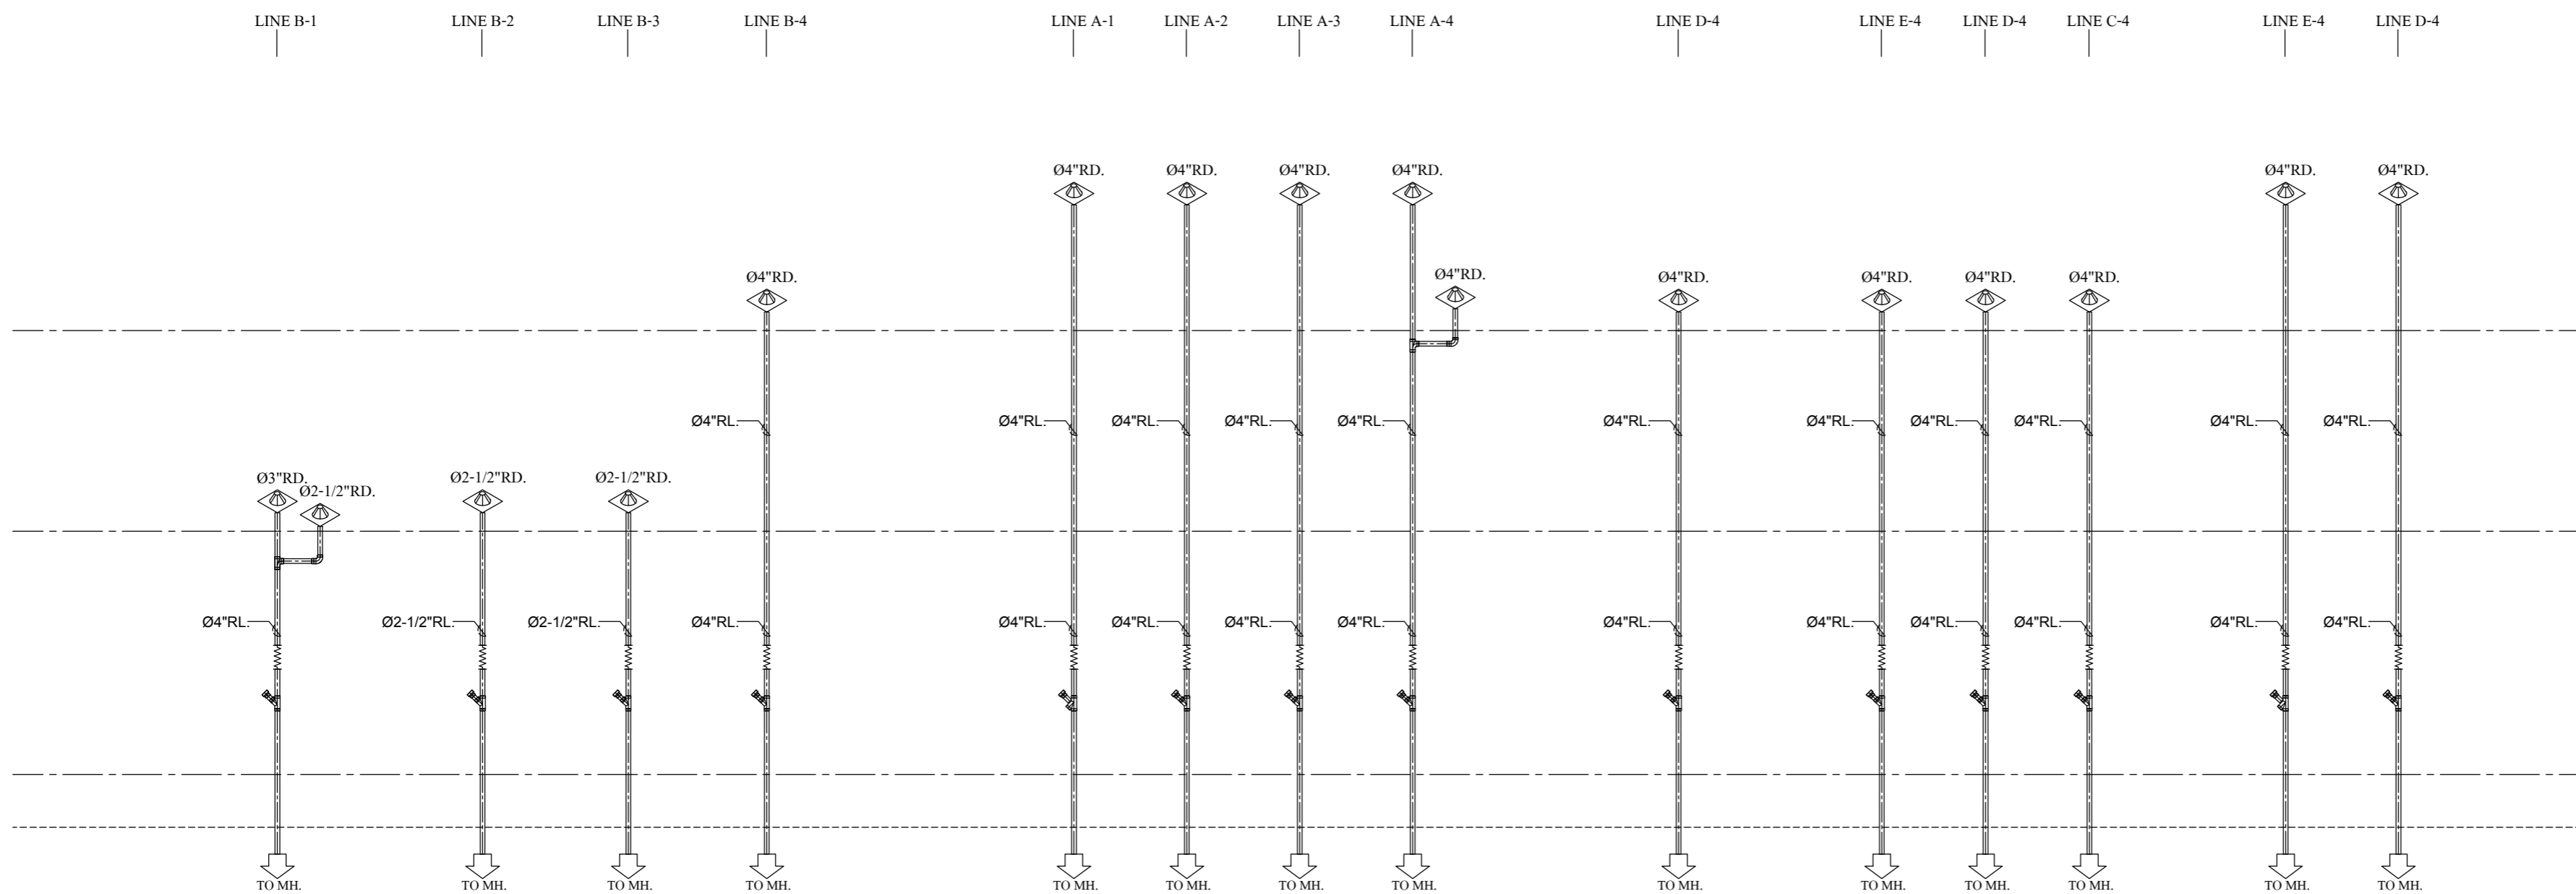 LINE B-1 LINE B-2 LINE B-3 LINE B-4 LINE A-1 LINE A-2 LINE A-3 LINE A-4 LINE D-4 LINE E-4 LINE D-4 LINE C-4 LINE E-4 LINE D-4
Ø4"RD. Ø4"RD. Ø4"RD. Ø4"RD. Ø4"RD. Ø4"RD.
Ø4"RD. Ø4"RD. Ø4"RD. Ø4"RD. Ø4"RD. Ø4"RD.
Ø4"RL. Ø4"RL. Ø4"RL. Ø4"RL. Ø4"RL. Ø4"RL. Ø4"RL. Ø4"RL. Ø4"RL. Ø4"RL. Ø4"RL.
Ø3"RD. Ø2-1/2"RD. Ø2-1/2"RD. Ø2-1/2"RD.
Ø4"RL. Ø2-1/2"RL. Ø2-1/2"RL. Ø4"RL. Ø4"RL. Ø4"RL. Ø4"RL. Ø4"RL. Ø4"RL. Ø4"RL. Ø4"RL. Ø4"RL. Ø4"RL. Ø4"RL.
TO MH. TO MH. TO MH. TO MH. TO MH. TO MH. TO MH. TO MH. TO MH. TO MH. TO MH. TO MH. TO MH. TO MH.